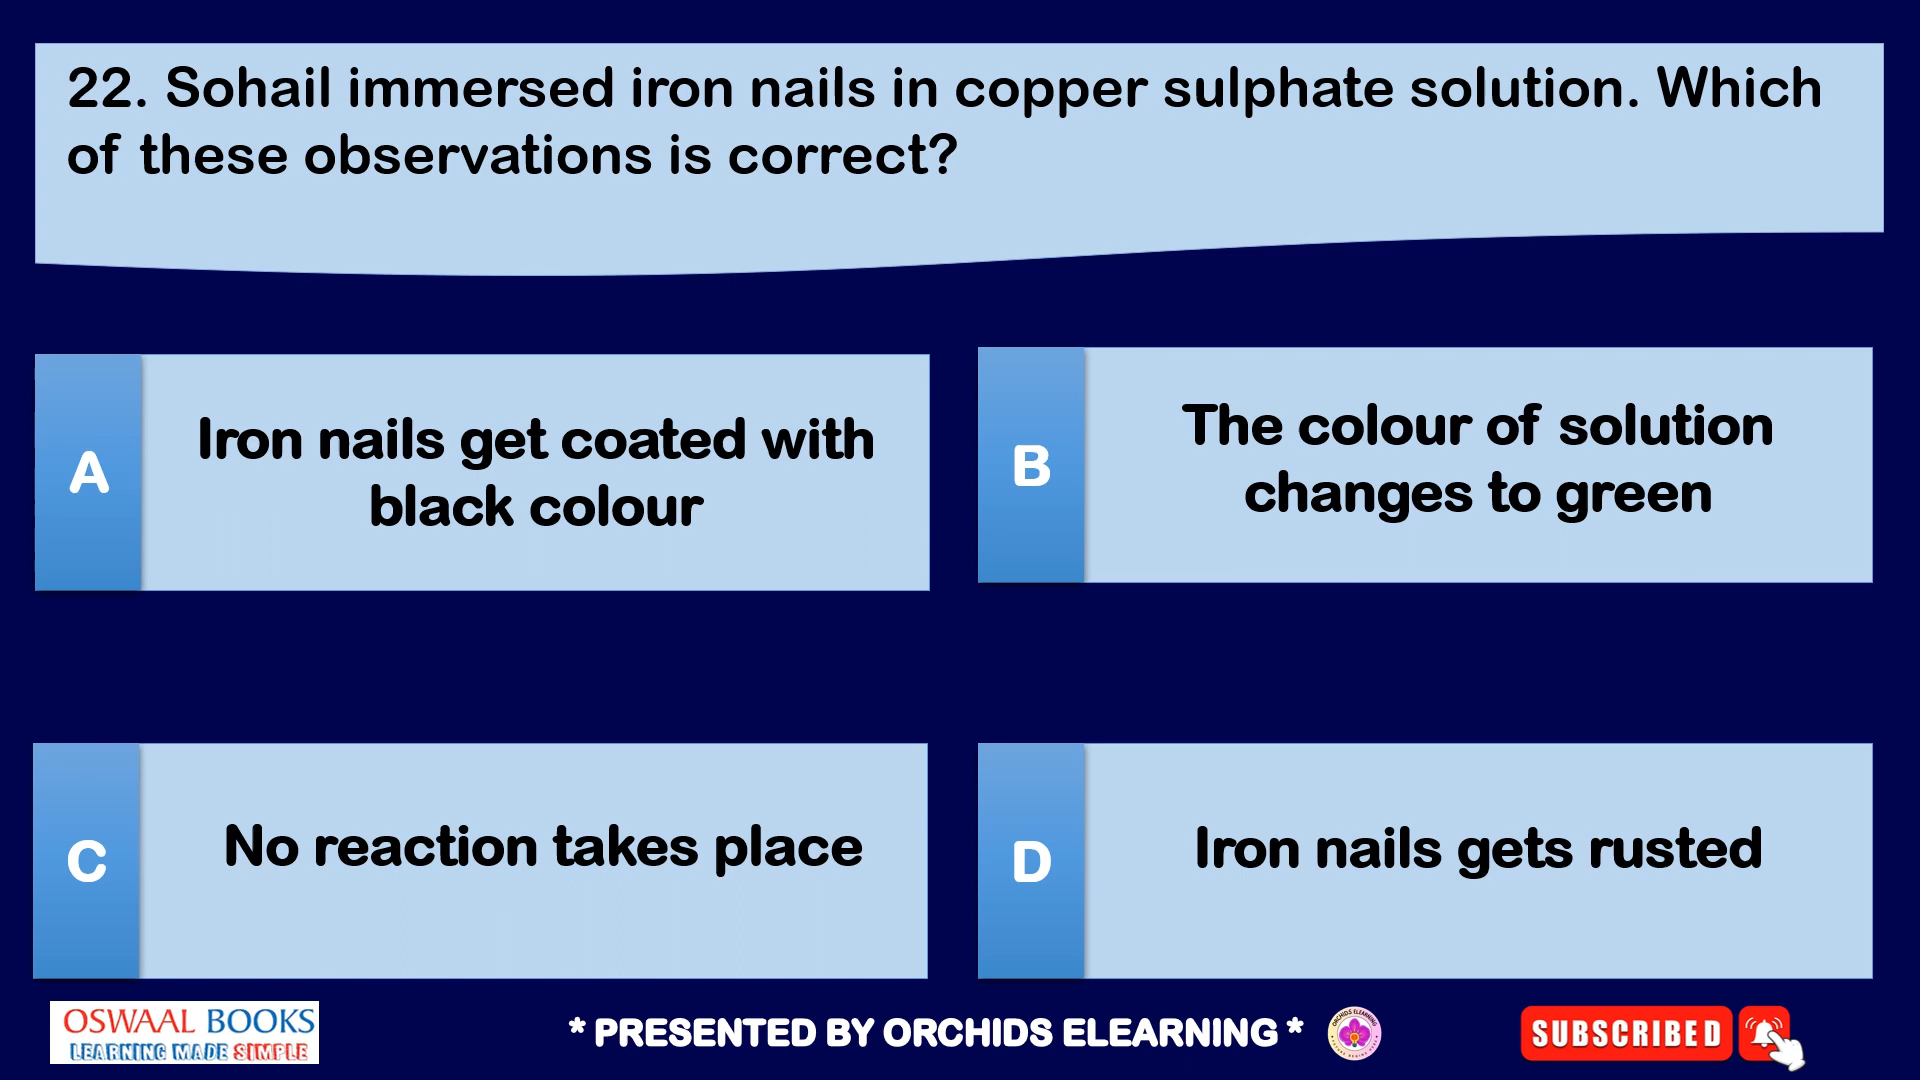 22. Sohail immersed iron nails in copper sulphate solution. Which
of these observations is correct?
A
Iron nails get coated with
black colour
B
The colour of solution
changes to green
C
No reaction takes place
D
Iron nails gets rusted
OSWAAL BOOKS
LEARNING MADE SIMPLE
* PRESENTED BY ORCHIDS ELEARNING *
ORCHIDS ELEARNING
SUBSCRIBED